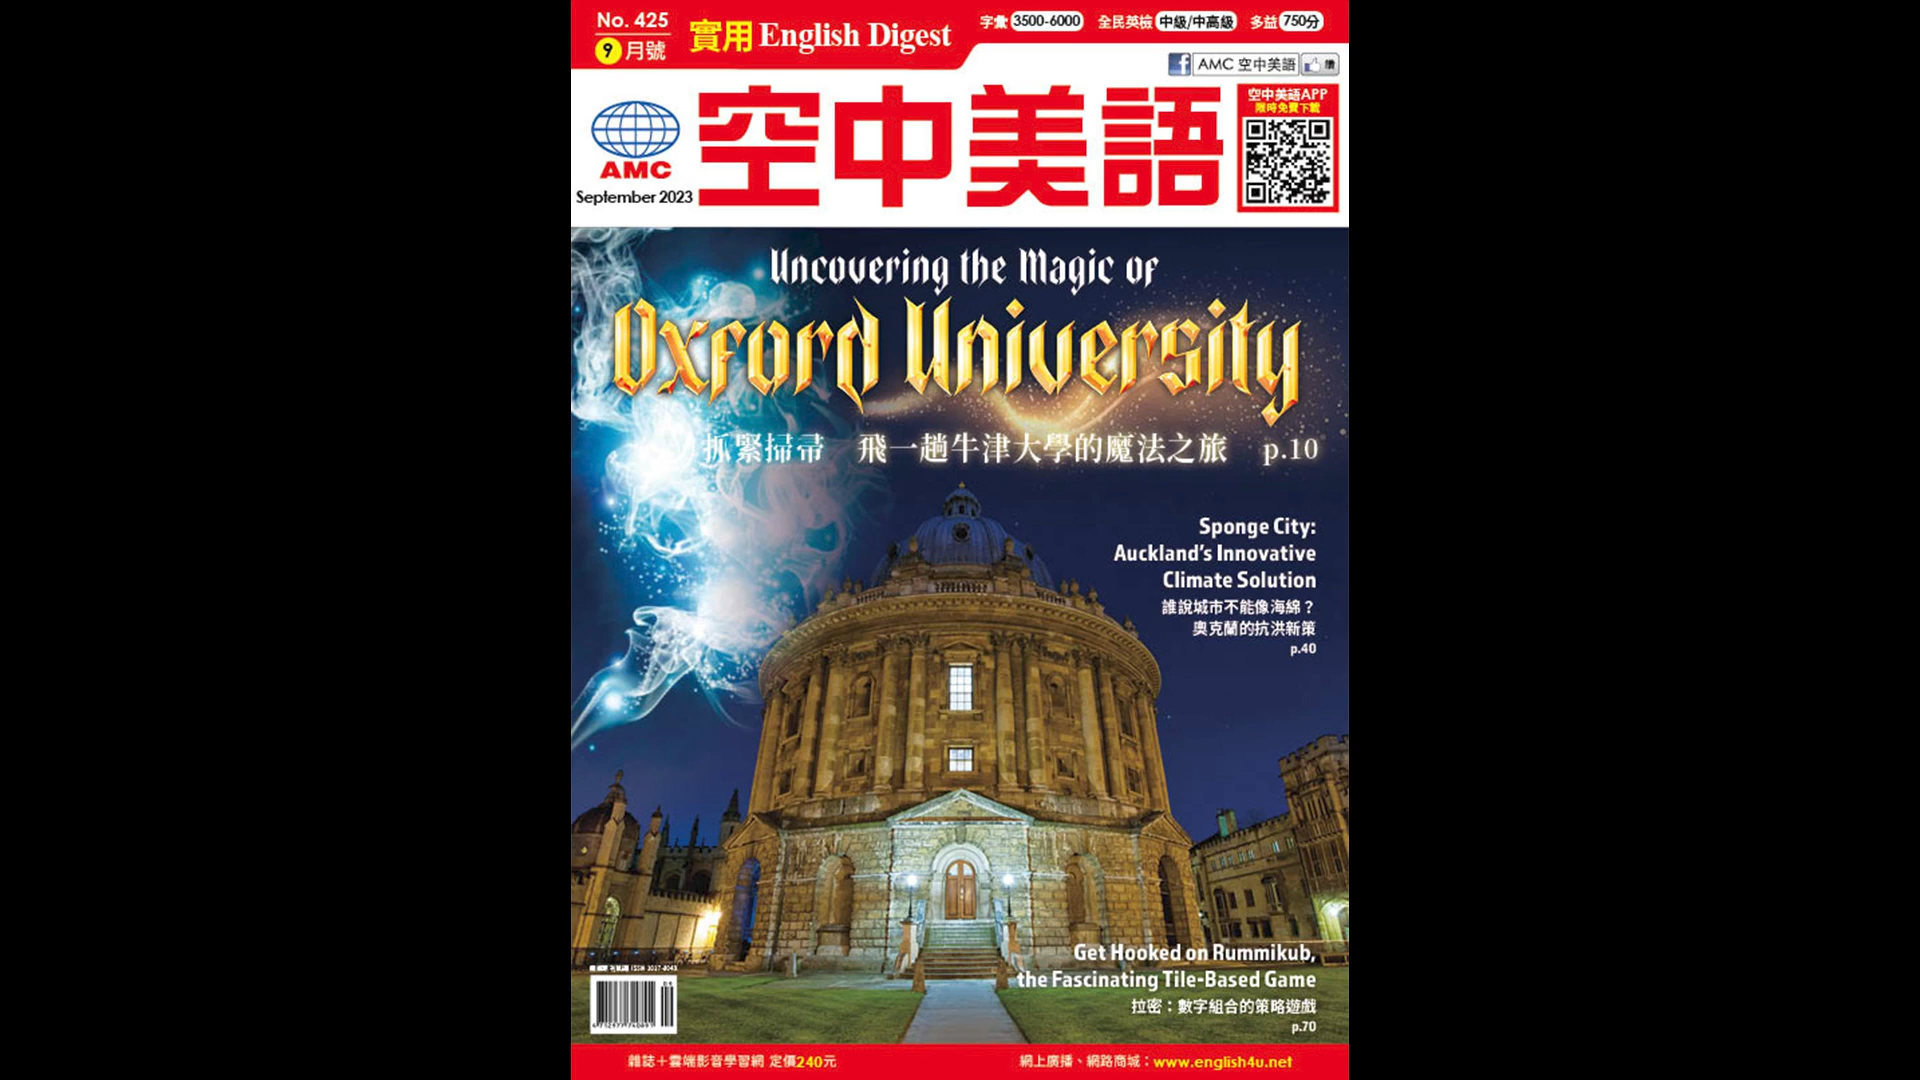 No. 425
9 月號
實用 English Digest
字彙 3500-6000 全民英檢 中級/中高級 多益 750分
AMC 空中美語 讚
AMC
September 2023
空中美語
空中美語APP
限時免費下載
Uncovering the Magic of
Oxford University
抓緊掃帚 飛一趟牛津大學的魔法之旅 p.10
Sponge City:
Auckland's Innovative
Climate Solution
誰說城市不能像海綿？
奧克蘭的抗洪新策
p.40
Get Hooked on Rummikub,
the Fascinating Tile-Based Game
拉密：數字組合的策略遊戲
p.70
雜誌＋雲端影音學習網 定價240元
網上廣播、網路商城：www.english4u.net